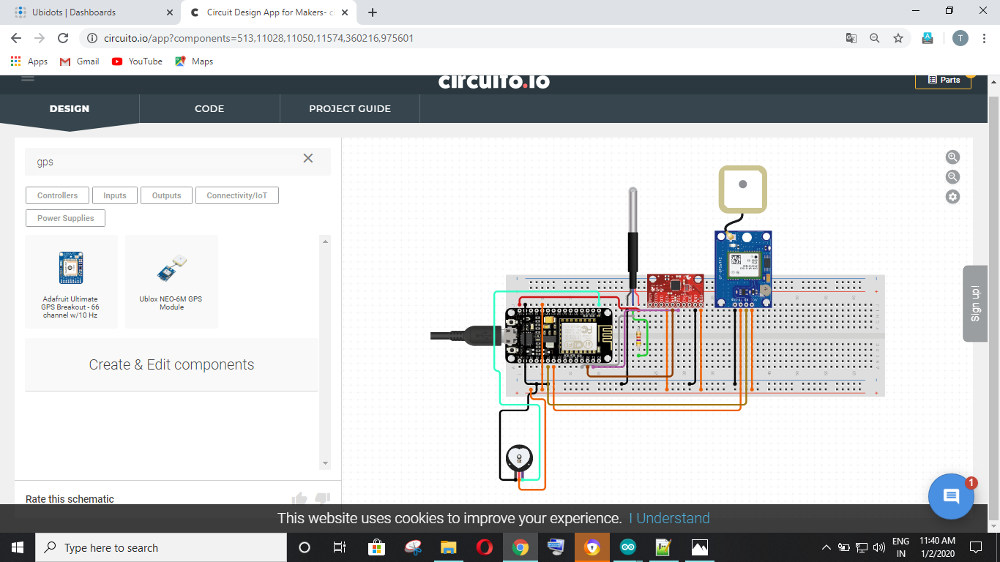 Ubidots | Dashboards
Circuit Design App for Makers- c
circuito.io/app?components=513,11028,11050,11574,360216,975601
T
Apps
Gmail
YouTube
Maps
circuito.io
Parts
DESIGN
CODE
PROJECT GUIDE
gps
Controllers
Inputs
Outputs
Connectivity/IoT
Power Supplies
Adafruit Ultimate
GPS Breakout - 66
channel w/10 Hz
Ublox NEO-6M GPS
Module
Create & Edit components
Sign up!
Rate this schematic
1
This website uses cookies to improve your experience. I Understand
Type here to search
ENG
IN
11:40 AM
1/2/2020